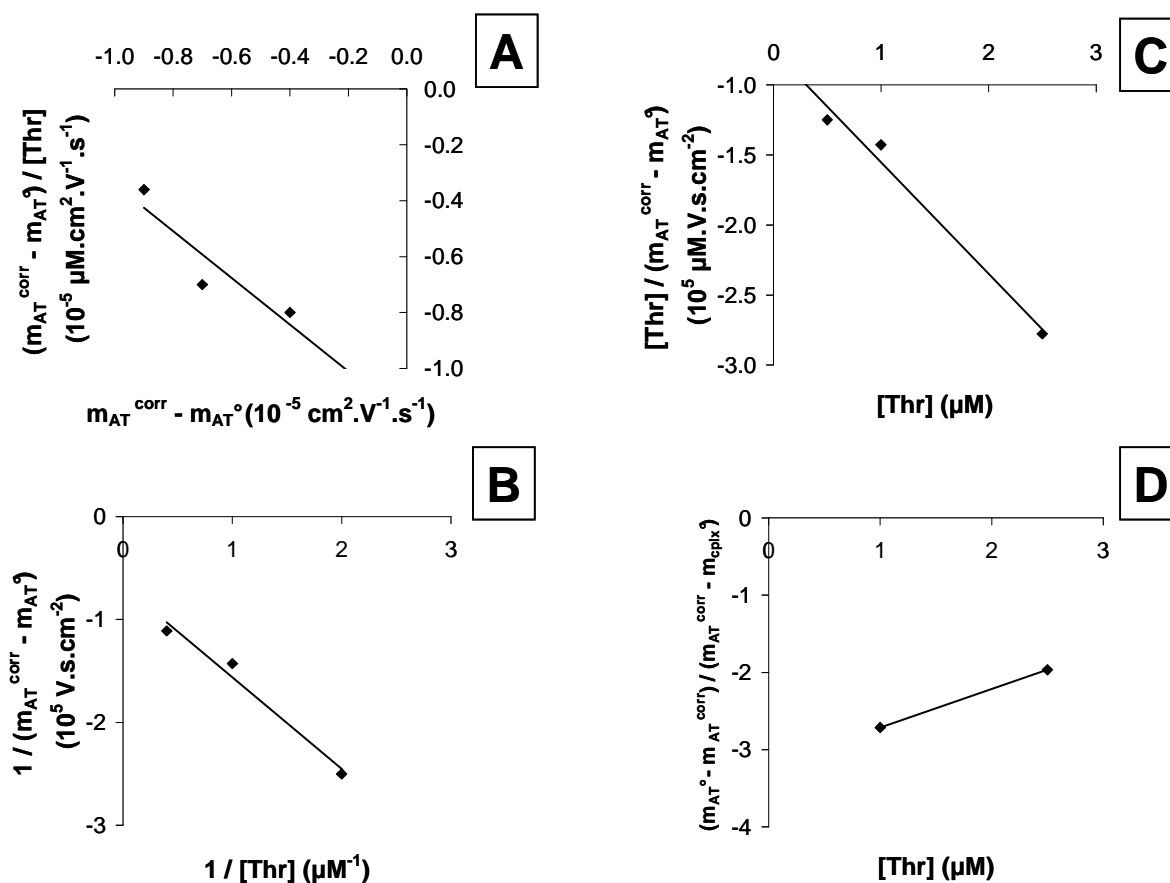 A
-1.0 -0.8 -0.6 -0.4 -0.2 0.0
0.0
-0.2
-0.4
-0.6
-0.8
-1.0
(m_AT^corr - m_AT°) / [Thr]
(10^-5 µM.cm^2.V^-1.s^-1)
m_AT^corr - m_AT° (10^-5 cm^2.V^-1.s^-1)
C
0 1 2 3
-1.0
-1.5
-2.0
-2.5
-3.0
[Thr] / (m_AT^corr - m_AT°)
(10^5 µM.V.s.cm^-2)
[Thr] (µM)
B
0
0 1 2 3
-1
-2
-3
1 / (m_AT^corr - m_AT°)
(10^5 V.s.cm^-2)
1 / [Thr] (µM^-1)
D
0
0 1 2 3
-1
-2
-3
-4
(m_AT° - m_AT^corr) / (m_AT^corr - m_cplx°)
[Thr] (µM)